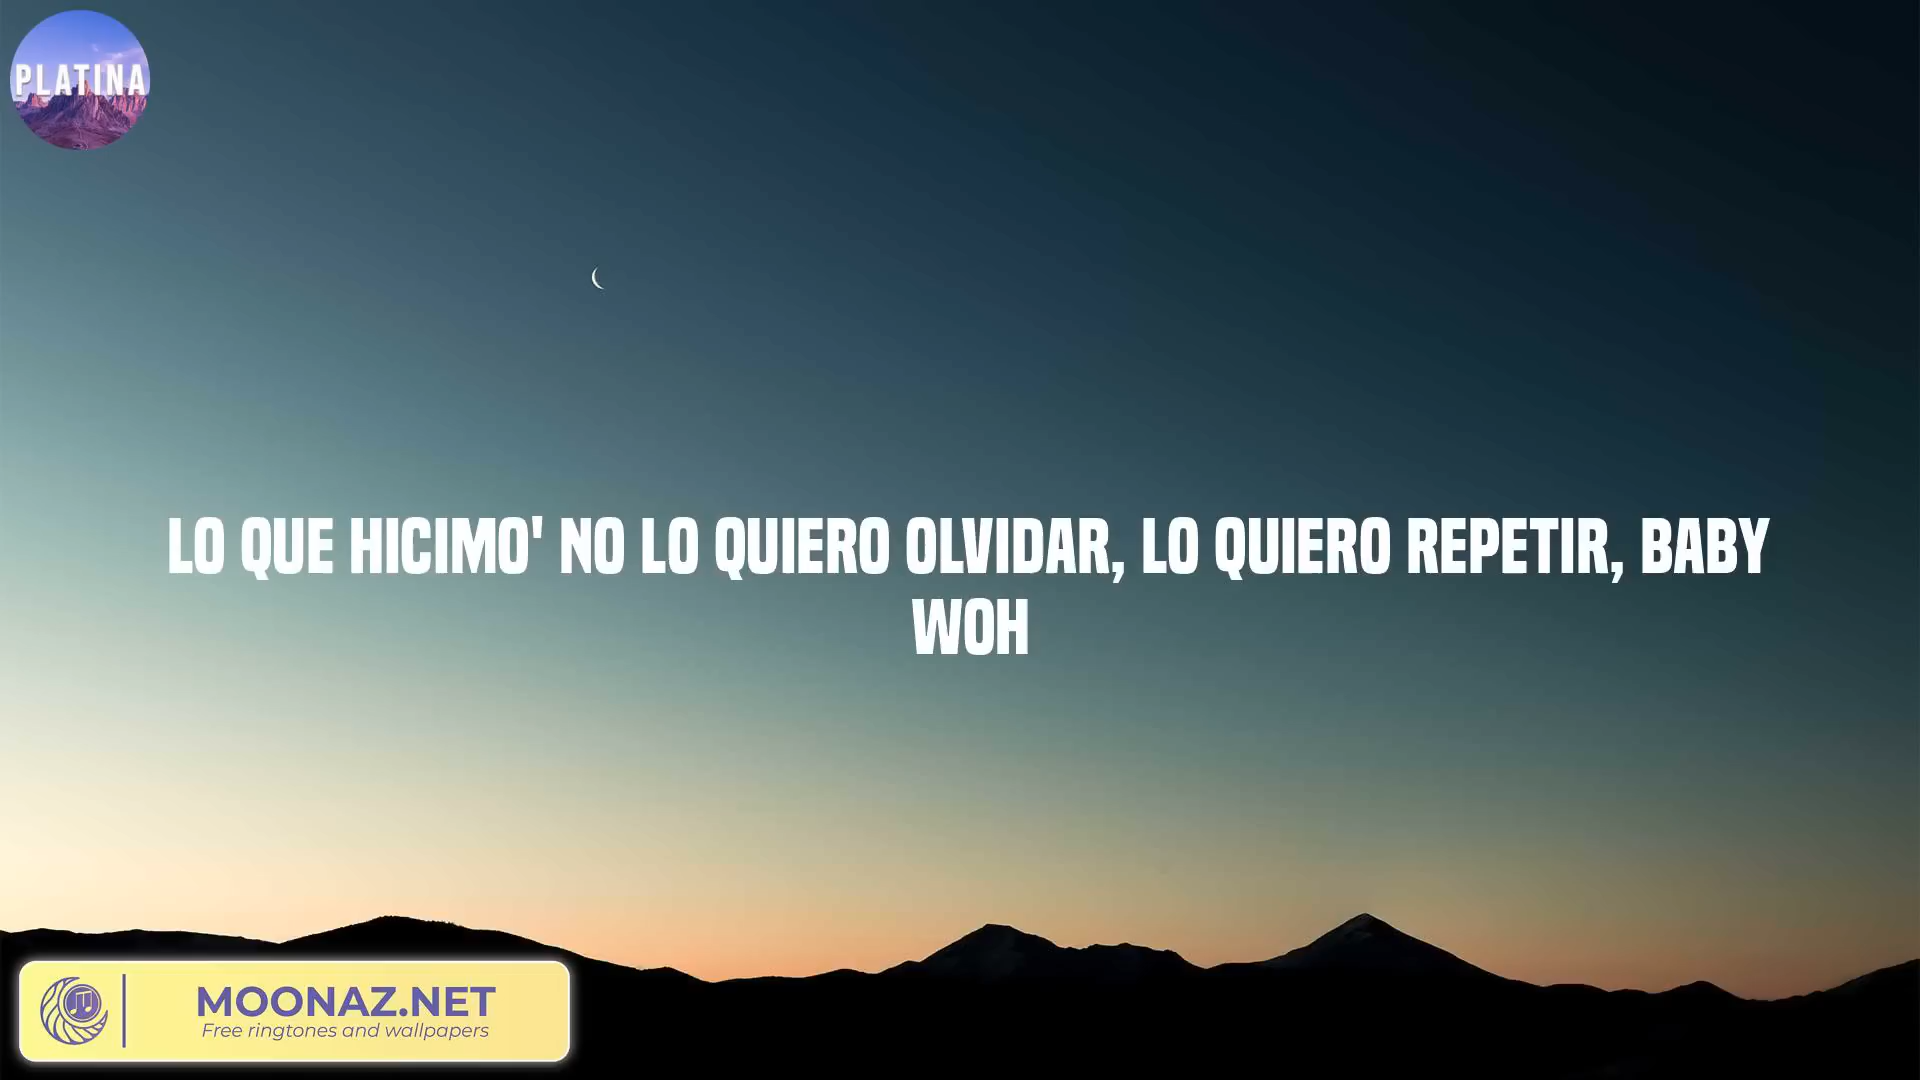 PLATINA
LO QUE HICIMO' NO LO QUIERO OLVIDAR, LO QUIERO REPETIR, BABY
WOH
MOONAZ.NET
Free ringtones and wallpapers